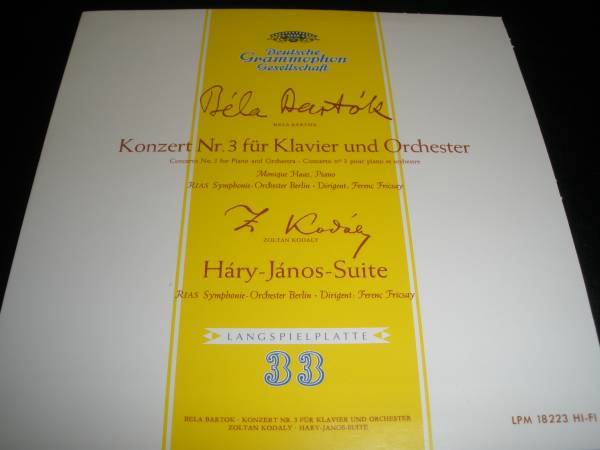 Deutsche
Grammophon
Gesellschaft
Béla Bartók
BELA BARTOK
Konzert Nr. 3 für Klavier und Orchester
Concerto No. 3 for Piano and Orchestra - Concerto nº 3 pour piano et orchestre
Monique Haas, Piano
RIAS Symphonie-Orchester Berlin - Dirigent: Ferenc Fricsay
Z Kodály
ZOLTAN KODALY
Háry-János-Suite
RIAS Symphonie-Orchester Berlin - Dirigent: Ferenc Fricsay
LANGSPIELPLATTE
33
BELA BARTOK · KONZERT NR. 3 FÜR KLAVIER UND ORCHESTER
ZOLTAN KODALY · HARY-JANOS-SUITE
LPM 18223 HI-FI